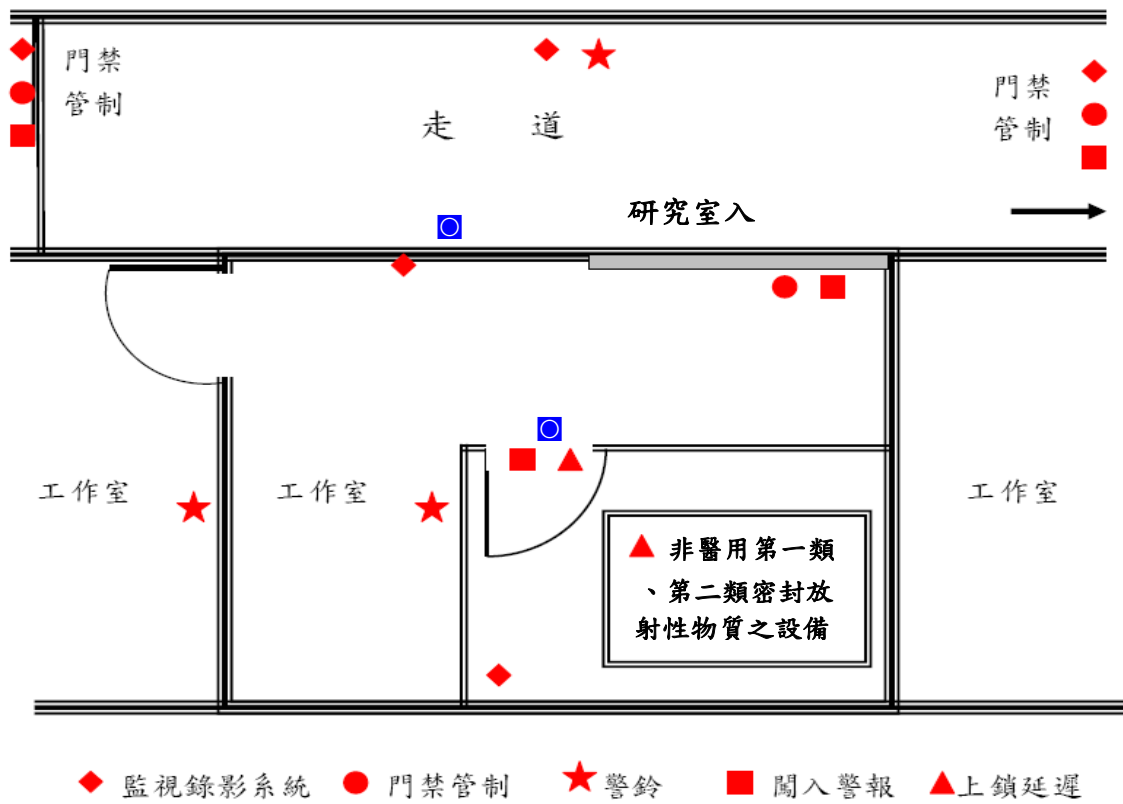 門禁
管制
走道
門禁
管制
研究室入
工作室
工作室
工作室
非醫用第一類
、第二類密封放
射性物質之設備
監視錄影系統 門禁管制 警鈴 闖入警報 上鎖延遲